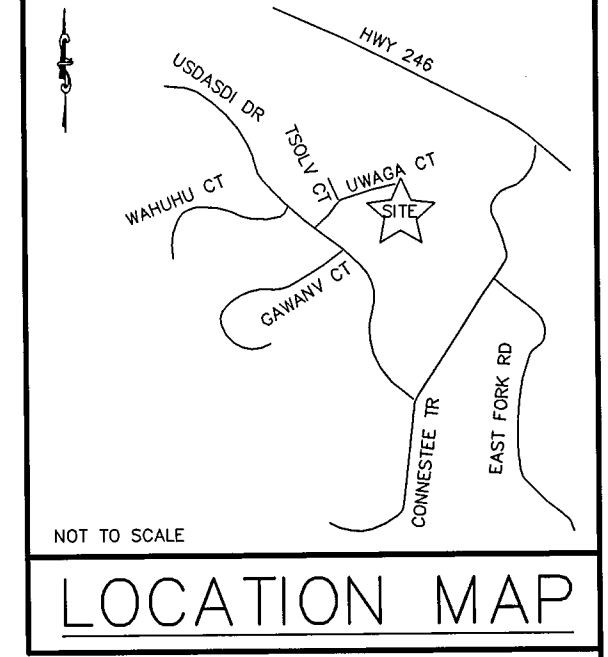 HWY 246
USDASDI DR
TSOLV CT
UWAGA CT
WAHUHU CT
SITE
GAWANV CT
EAST FORK RD
CONNESTEE TR
NOT TO SCALE
LOCATION MAP